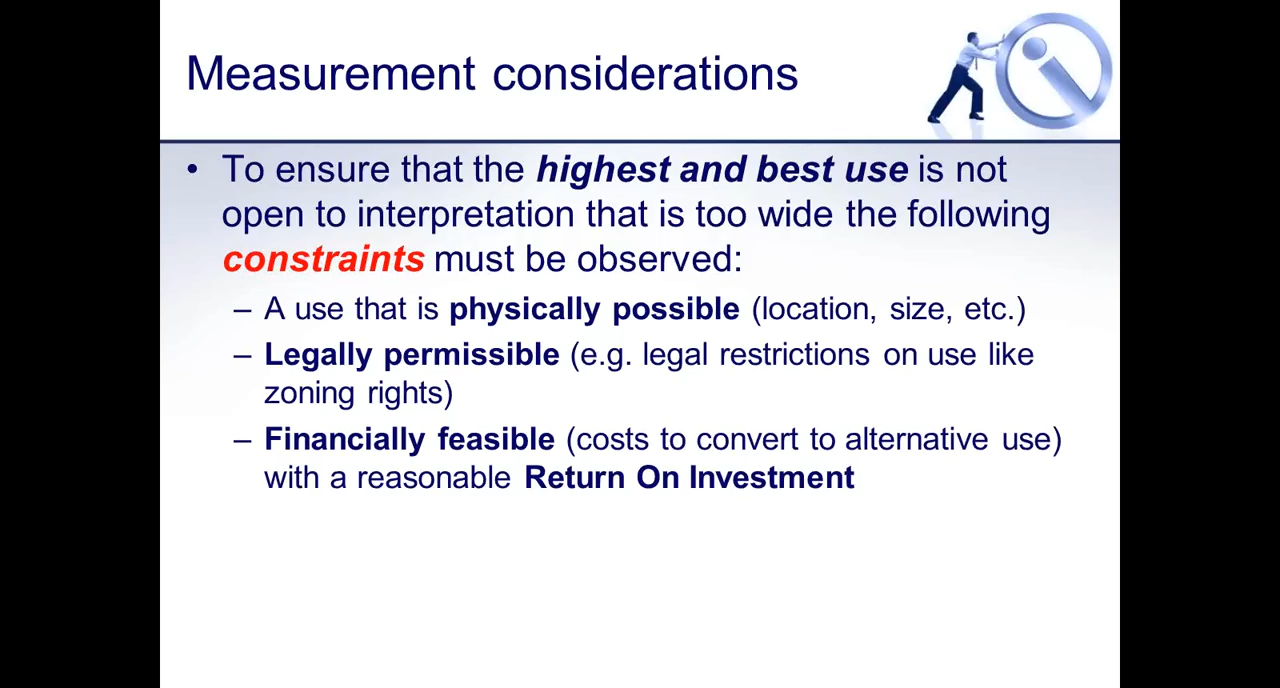 Measurement considerations
• To ensure that the highest and best use is not
open to interpretation that is too wide the following
constraints must be observed:
– A use that is physically possible (location, size, etc.)
– Legally permissible (e.g. legal restrictions on use like
zoning rights)
– Financially feasible (costs to convert to alternative use)
with a reasonable Return On Investment